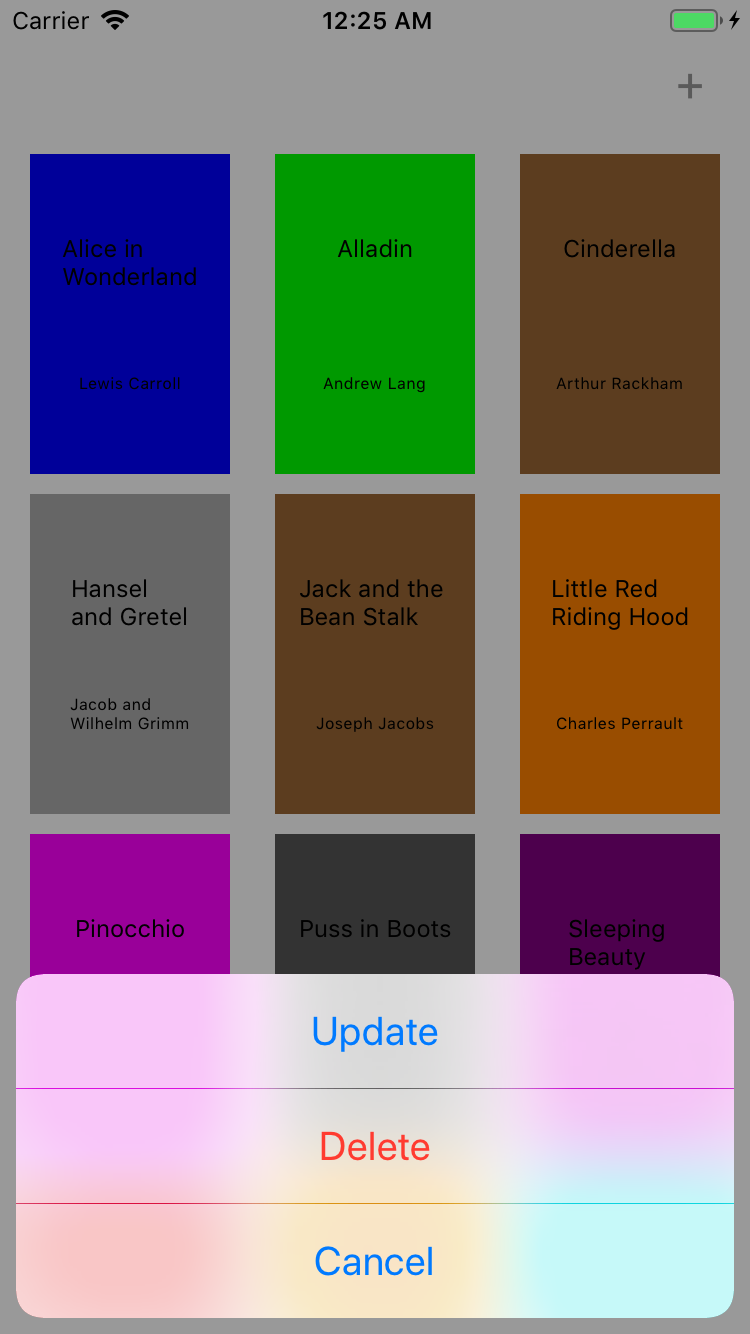 Carrier 12:25 AM
+
Alice in
Wonderland
Lewis Carroll
Alladin
Andrew Lang
Cinderella
Arthur Rackham
Hansel
and Gretel
Jacob and
Wilhelm Grimm
Jack and the
Bean Stalk
Joseph Jacobs
Little Red
Riding Hood
Charles Perrault
Pinocchio
Puss in Boots
Sleeping
Beauty
Update
Delete
Cancel